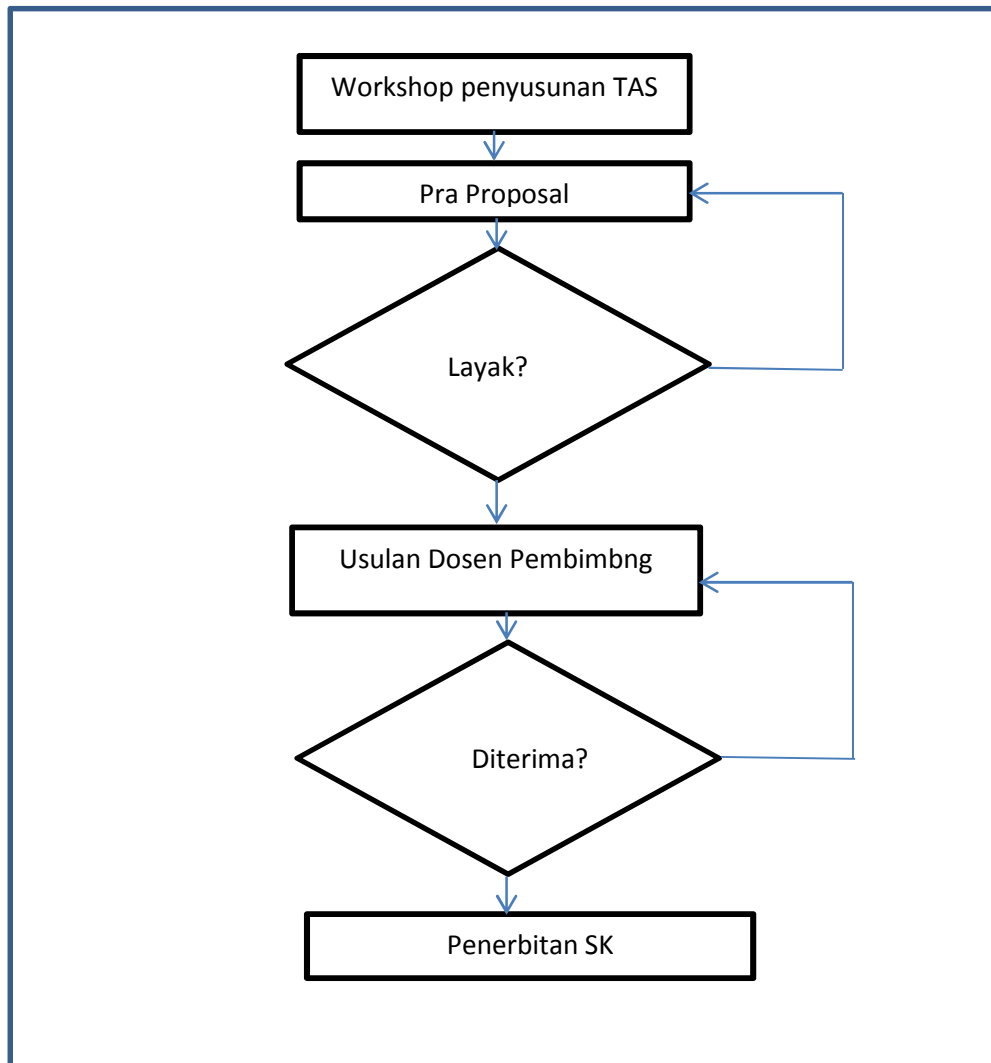 Workshop penyusunan TAS
Pra Proposal
Layak?
Usulan Dosen Pembimbng
Diterima?
Penerbitan SK